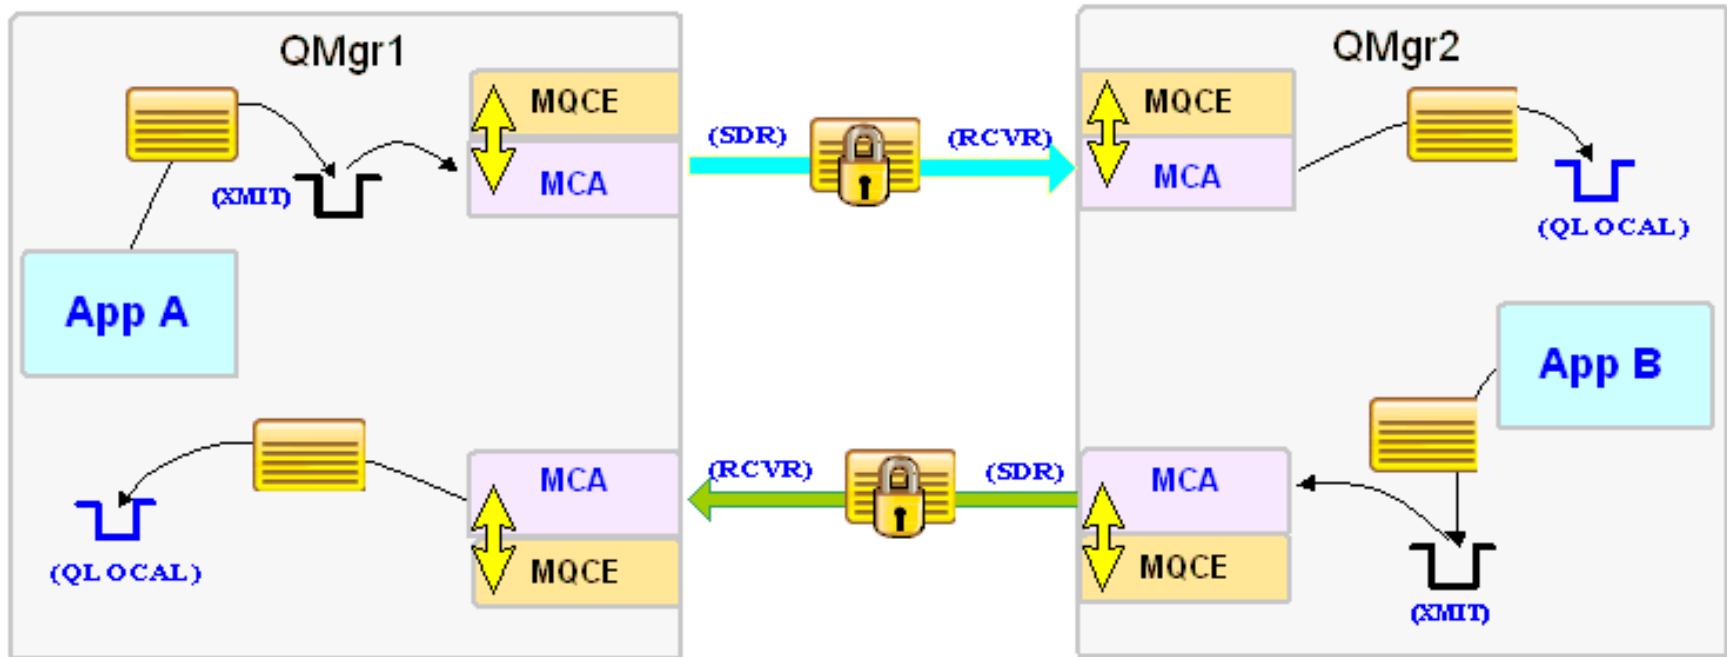 QMgr1
QMgr2
MQCE
MQCE
(SDR)
(RCVR)
MCA
MCA
(XMIT)
(QLOCAL)
App A
App B
MCA
(RCVR)
(SDR)
MCA
(QLOCAL)
MQCE
MQCE
(XMIT)